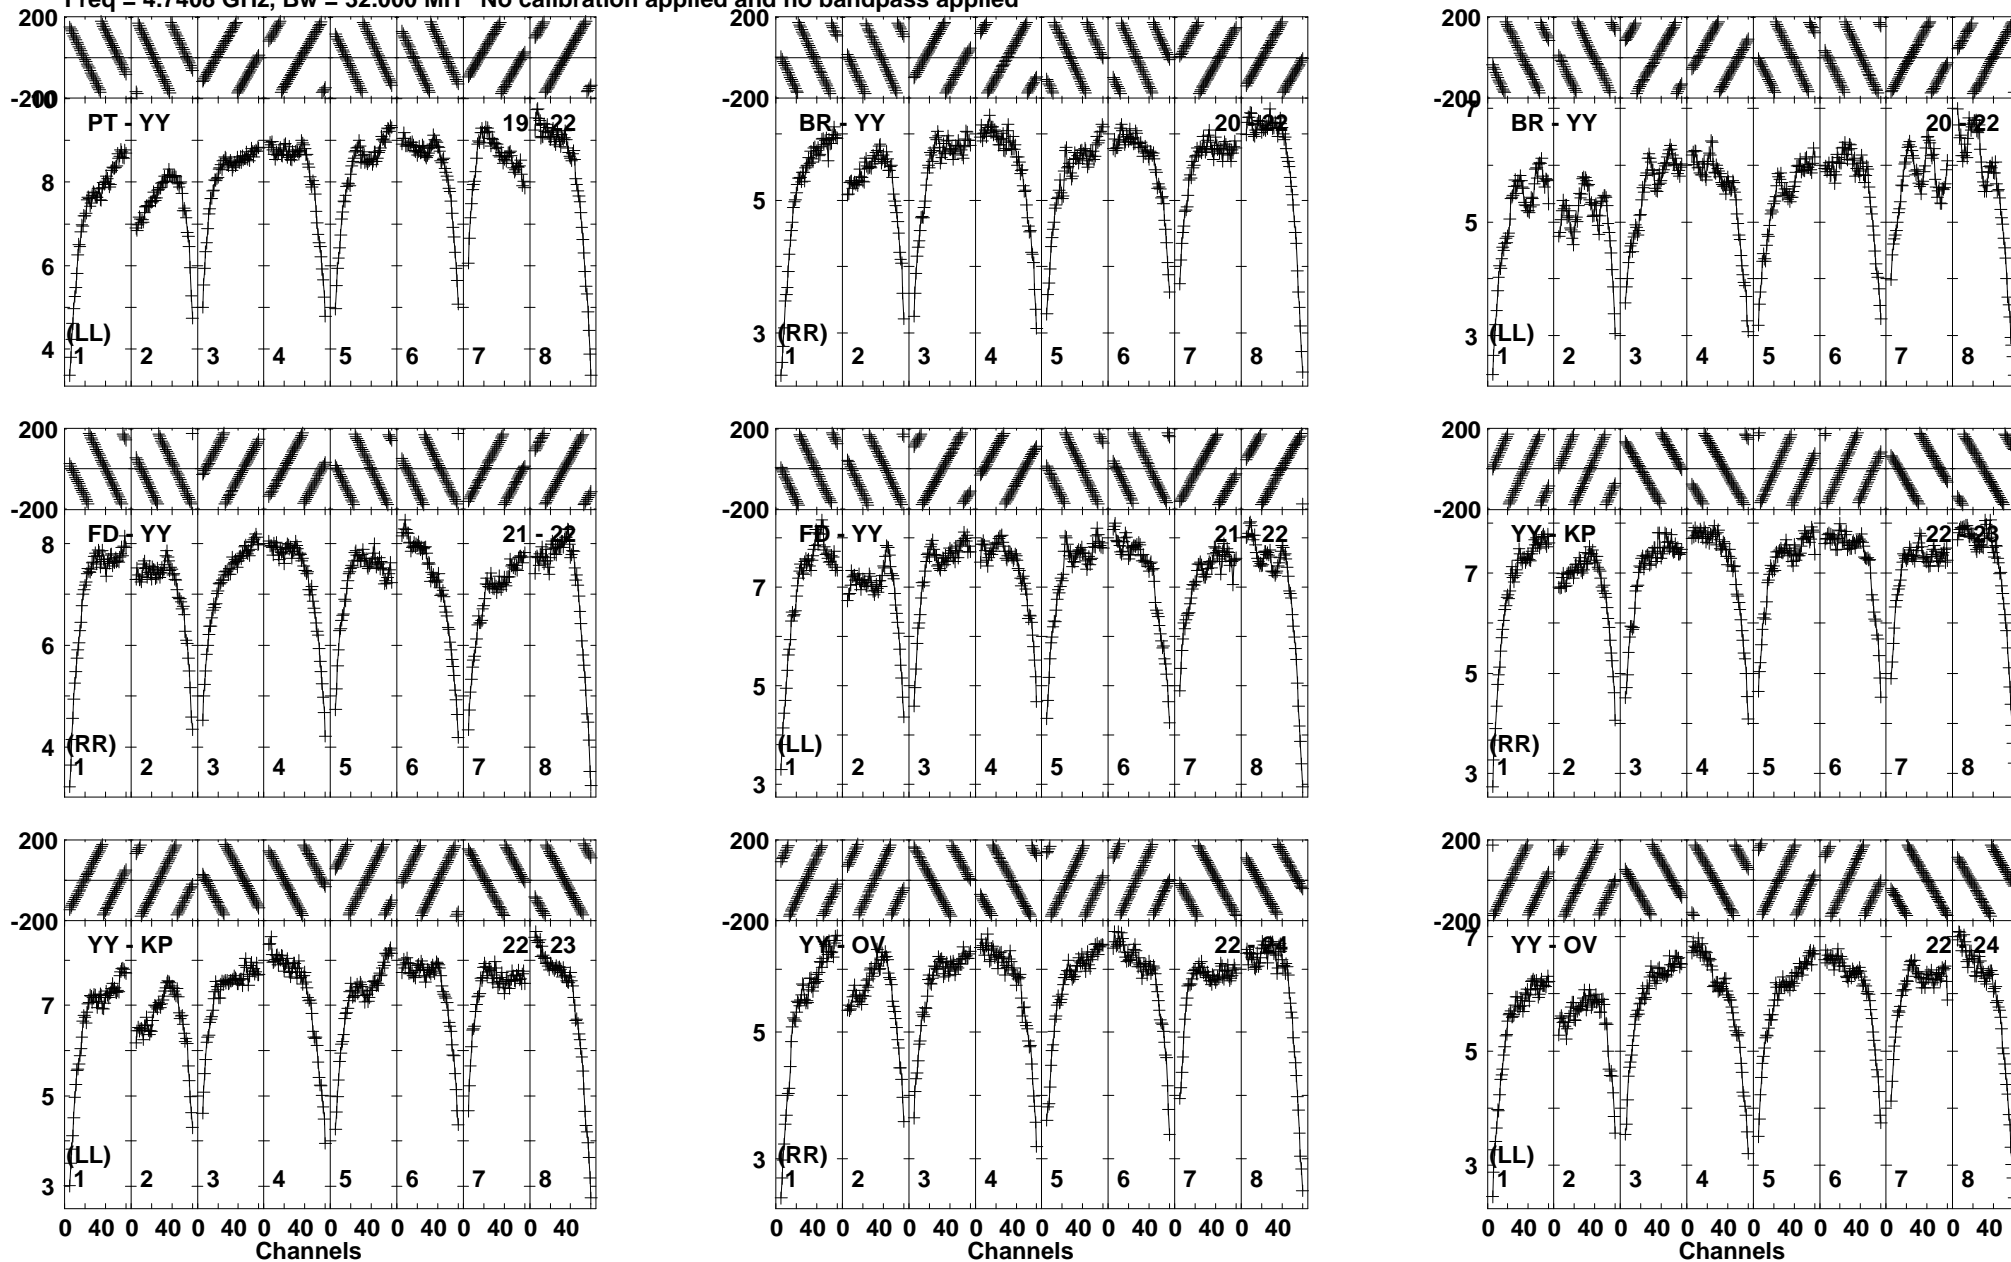 Freq = 4.7408 GHz, Bw = 32.000 MH No calibration applied and no bandpass applied
200 200 200
-200 -200 -200
10 7
PT - YY 19 - 22 BR - YY 20 - 22 BR - YY 20 - 22
8 5 5
6 3 3
4
(LL) (RR) (LL)
1 2 3 4 5 6 7 8 1 2 3 4 5 6 7 8 1 2 3 4 5 6 7 8
200 200 200
-200 -200 -200
FD - YY 21 - 22 FD - YY 21 - 22 YY - KP 22 - 23
8 7 7
6 5 5
4 3 3
(RR) (LL) (RR)
1 2 3 4 5 6 7 8 1 2 3 4 5 6 7 8 1 2 3 4 5 6 7 8
200 200 200
-200 -200 -200
7
YY - KP 22 - 23 YY - OV 22 - 24 YY - OV 22 - 24
7 5 5
5 3 3
3
(LL) (RR) (LL)
1 2 3 4 5 6 7 8 1 2 3 4 5 6 7 8 1 2 3 4 5 6 7 8
0 40 0 40 0 40 0 40 0 40 0 40 0 40 0 40 0 40 0 40 0 40 0 40 0 40 0 40 0 40 0 40 0 40 0 40 0 40 0 40 0 40 0 40 0 40 0 40
Channels Channels Channels